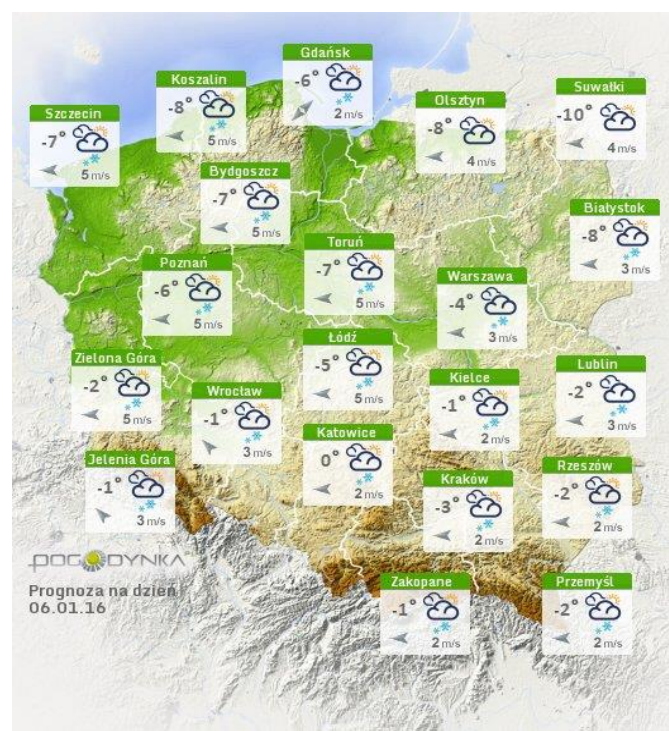 Gdańsk
-6°
2 m/s
Koszalin
-8°
5 m/s
Suwałki
-10°
4 m/s
Olsztyn
-8°
4 m/s
Szczecin
-7°
5 m/s
Bydgoszcz
-7°
5 m/s
Białystok
-8°
3 m/s
Toruń
-7°
5 m/s
Poznań
-6°
5 m/s
Warszawa
-4°
3 m/s
Łódź
-5°
5 m/s
Zielona Góra
-2°
5 m/s
Lublin
-2°
3 m/s
Kielce
-1°
2 m/s
Wrocław
-1°
3 m/s
Katowice
0°
2 m/s
Jelenia Góra
-1°
3 m/s
Rzeszów
-2°
2 m/s
Kraków
-3°
2 m/s
POGODYNKA
Prognoza na dzień
06.01.16
Zakopane
-1°
2 m/s
Przemyśl
-2°
2 m/s